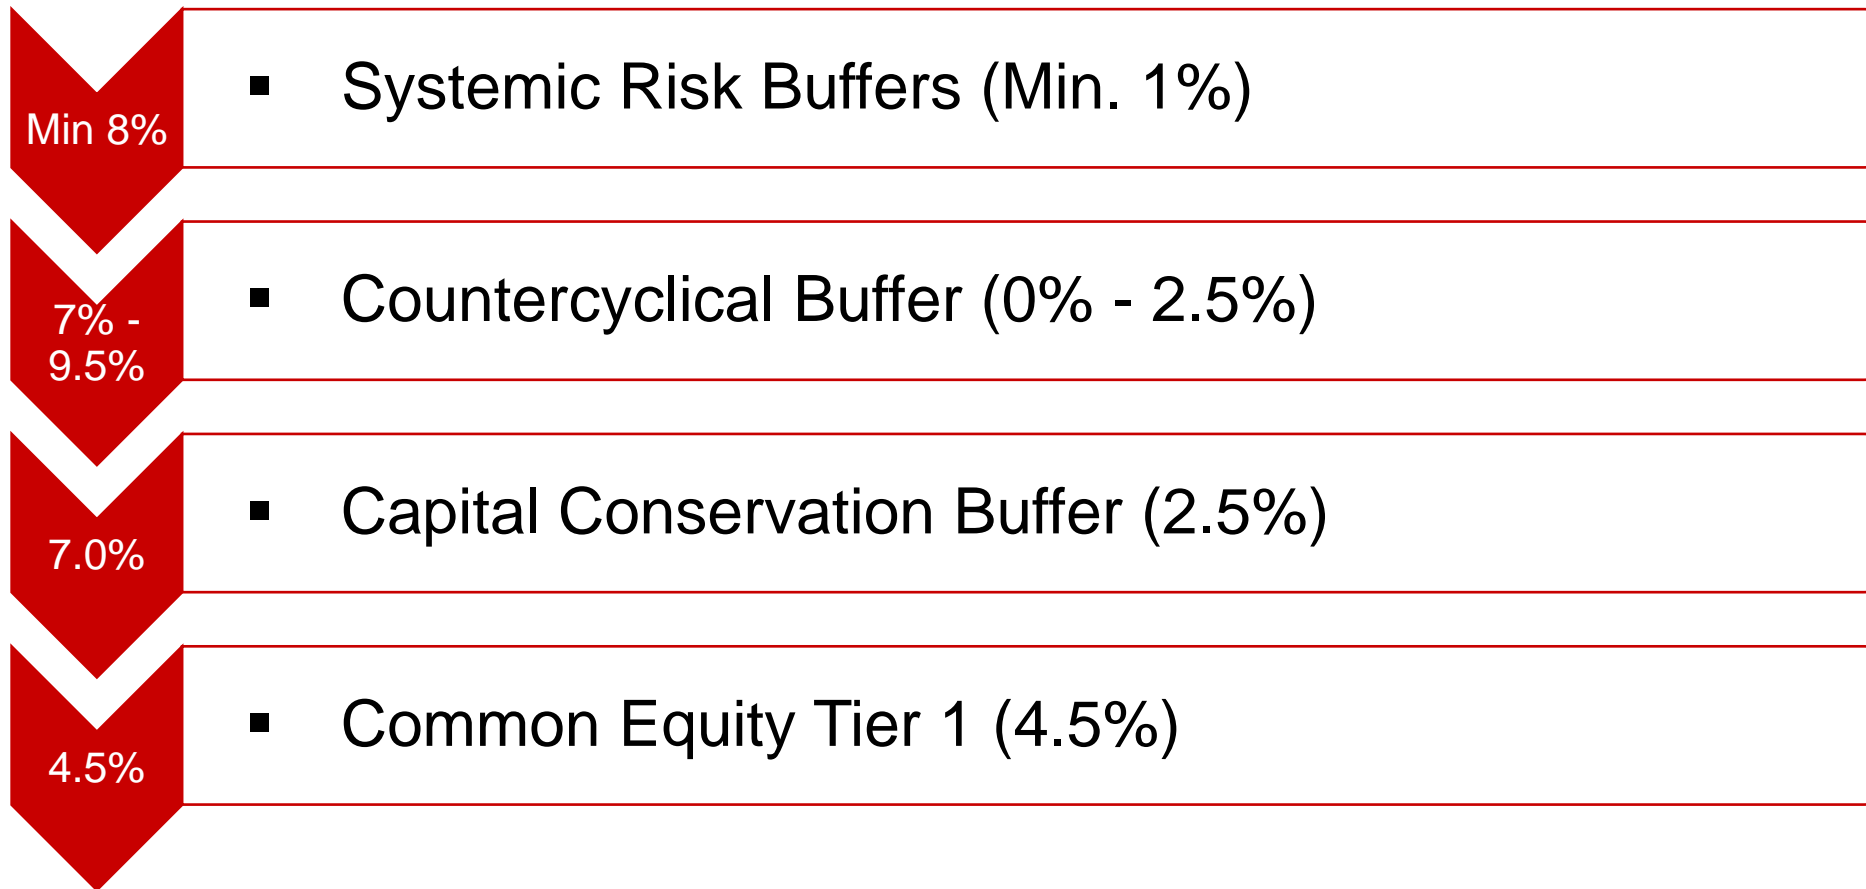 Min 8%
▪ Systemic Risk Buffers (Min. 1%)
7% -
9.5%
▪ Countercyclical Buffer (0% - 2.5%)
7.0%
▪ Capital Conservation Buffer (2.5%)
4.5%
▪ Common Equity Tier 1 (4.5%)